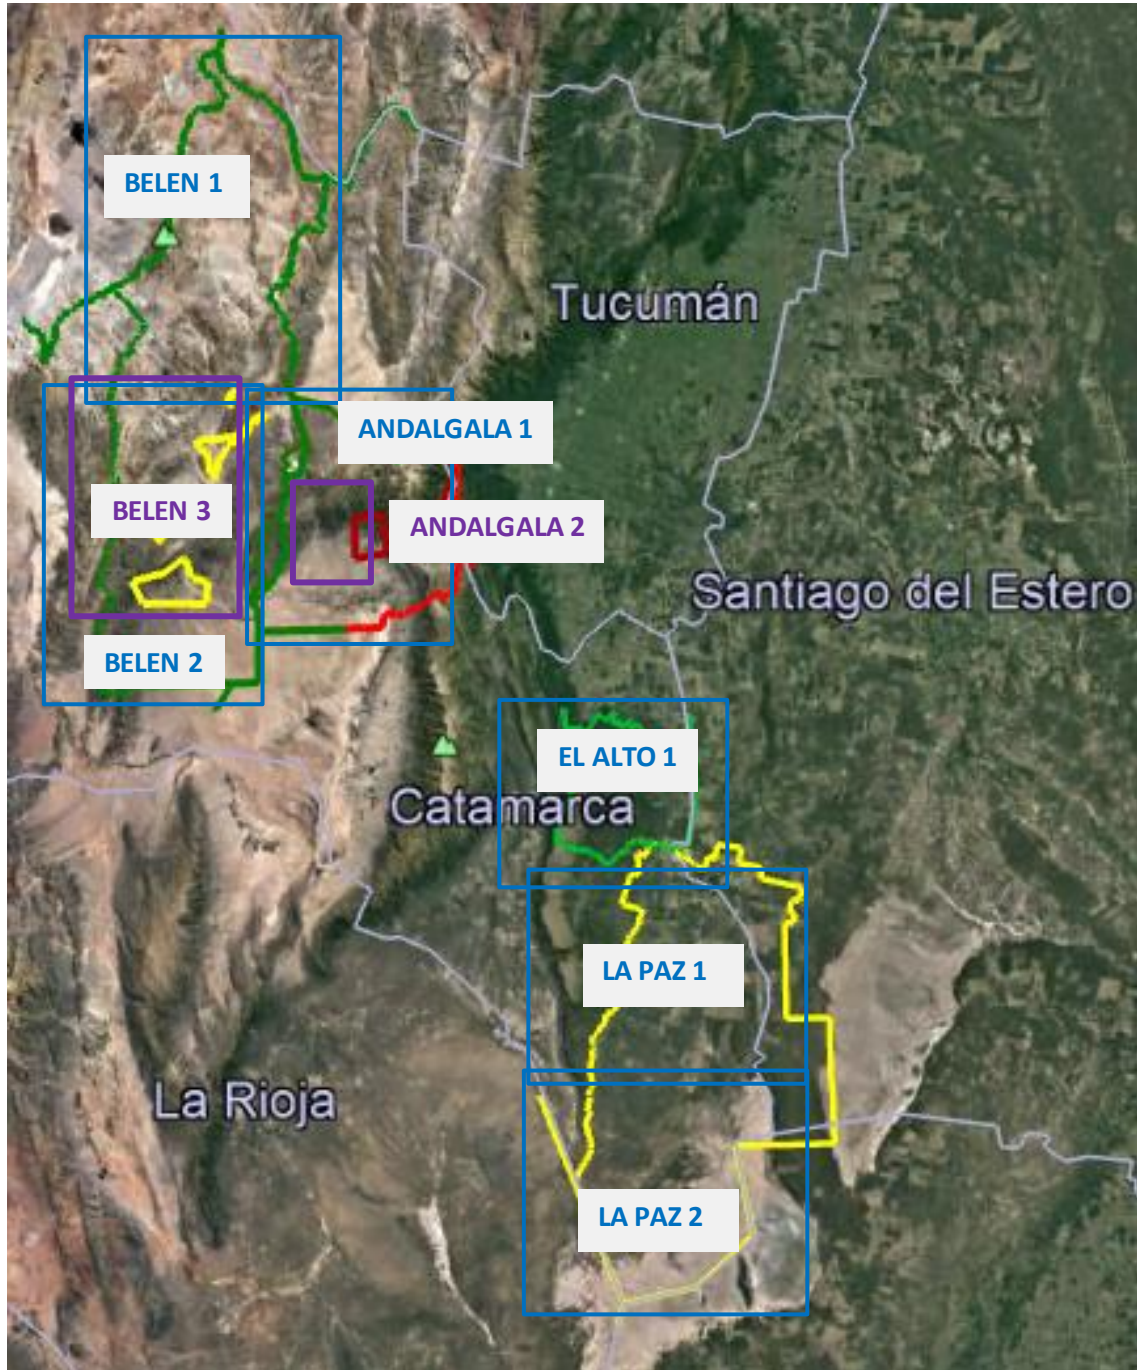 BELEN 1
Tucumán
ANDALGALA 1
BELEN 3
ANDALGALA 2
Santiago del Estero
BELEN 2
EL ALTO 1
Catamarca
LA PAZ 1
La Rioja
LA PAZ 2